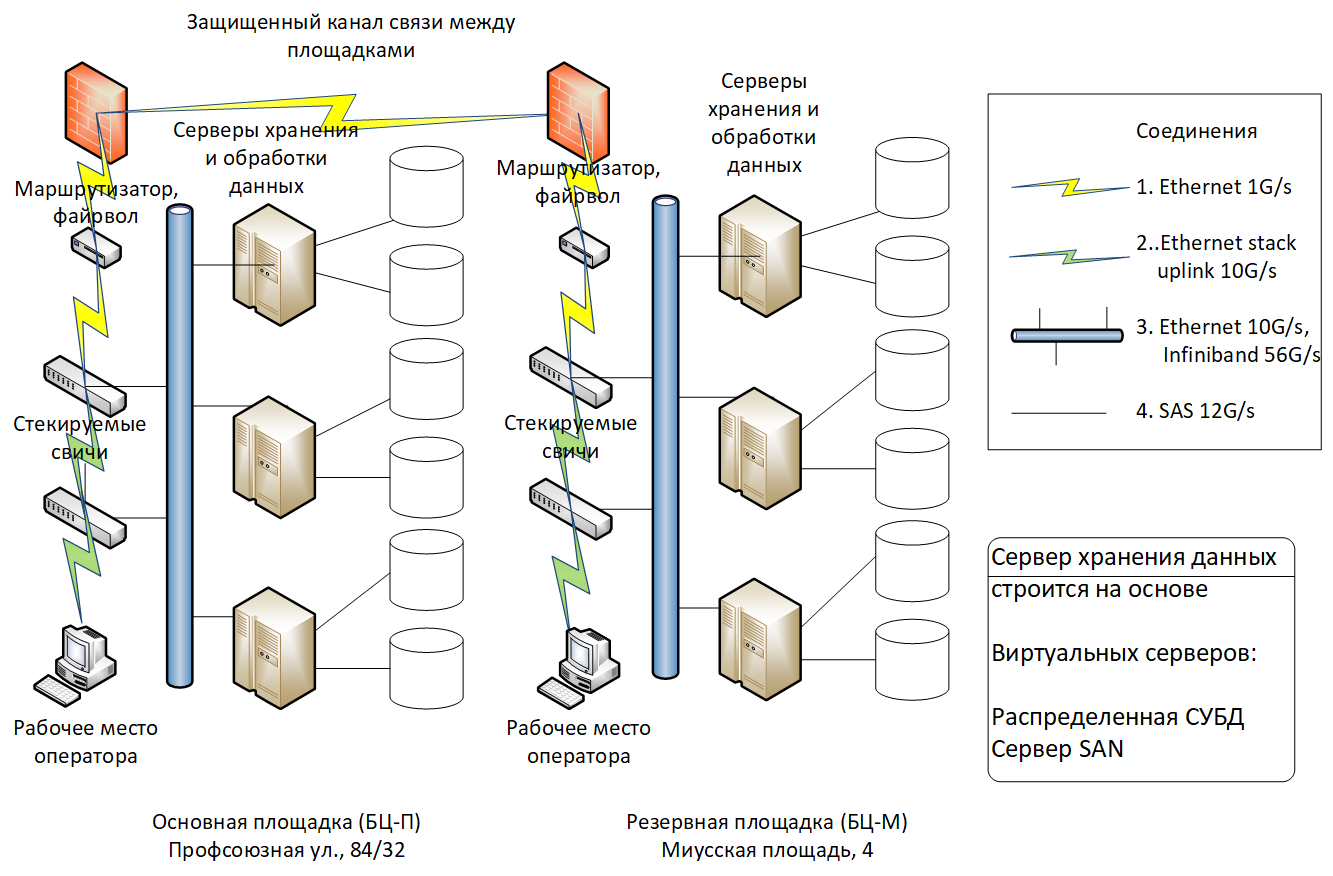 Защищенный канал связи между
площадками
Серверы хранения
и обработки
данных
Маршрутизатор,
файрвол
Стекируемые
свичи
Рабочее место
оператора
Основная площадка (БЦ-П)
Профсоюзная ул., 84/32
Серверы
хранения и
обработки
данных
Маршрутизатор,
файрвол
Стекируемые
свичи
Рабочее место
оператора
Резервная площадка (БЦ-М)
Миусская площадь, 4
Соединения
1. Ethernet 1G/s
2..Ethernet stack
uplink 10G/s
3. Ethernet 10G/s,
Infiniband 56G/s
4. SAS 12G/s
Сервер хранения данных
строится на основе
Виртуальных серверов:
Распределенная СУБД
Сервер SAN